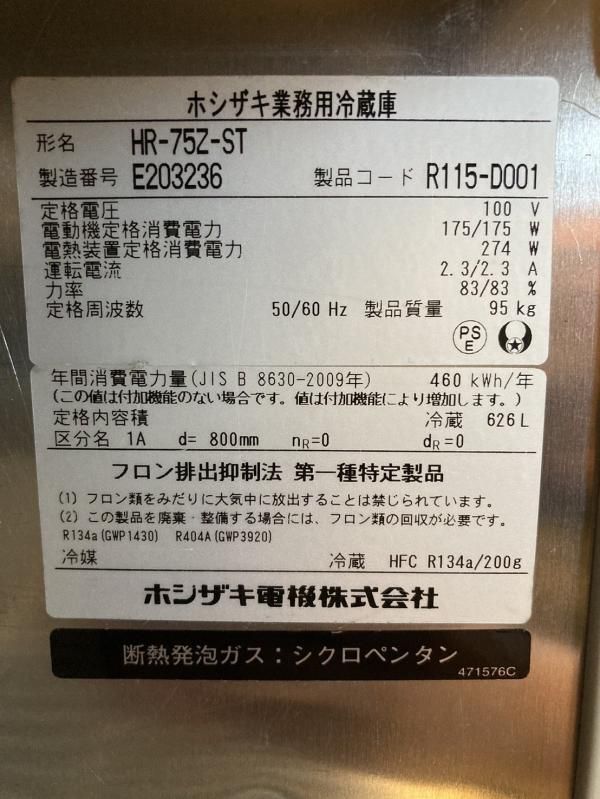 ホシザキ業務用冷蔵庫
形名 HR-75Z-ST
製造番号 E203236 製品コード R115-D001
定格電圧 100 V
電動機定格消費電力 175/175 W
電熱装置定格消費電力 274 W
運転電流 2.3/2.3 A
力率 83/83 %
定格周波数 50/60 Hz 製品質量 95 kg
PS
E
年間消費電力量(JIS B 8630-2009年) 460 kWh/年
(この値は付加機能のない場合です。値は付加機能により増加します。)
定格内容積 冷蔵 626L
区分名 1A d= 800mm nR=0 dR=0
フロン排出抑制法 第一種特定製品
(1) フロン類をみだりに大気中に放出することは禁じられています。
(2) この製品を廃棄・整備する場合には、フロン類の回収が必要です。
R134a(GWP1430) R404A(GWP3920)
冷媒 冷蔵 HFC R134a/200g
ホシザキ電機株式会社
断熱発泡ガス:シクロペンタン
471576C